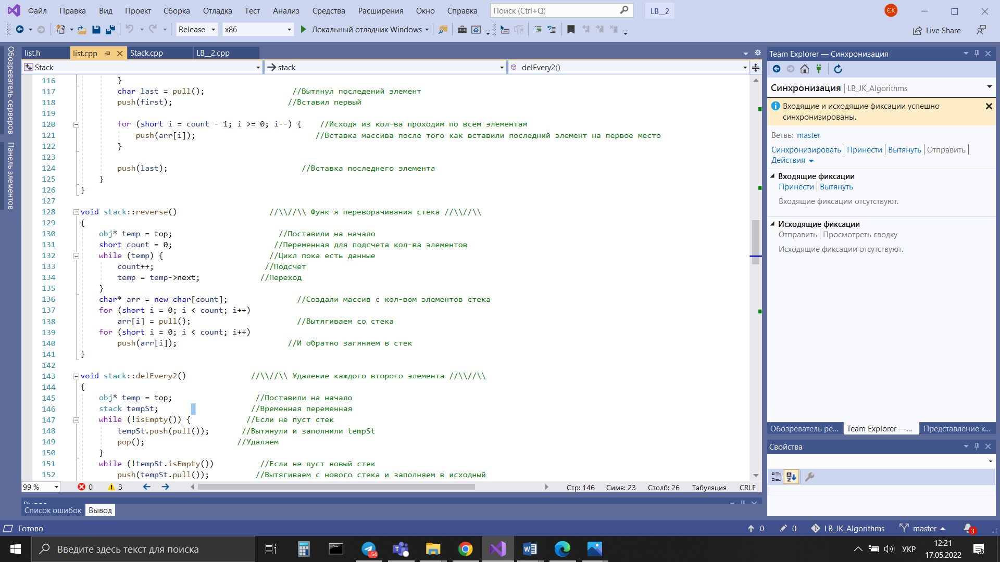 Файл Правка Вид Проект Сборка Отладка Тест Анализ Средства Расширения Окно Справка Поиск (Ctrl+Q) LB__2 ЄК
Release x86 Локальный отладчик Windows Live Share
Обозреватель серверов
Панель элементов
list.h list.cpp Stack.cpp LB__2.cpp
Stack stack delEvery2()
116 }
117 char last = pull(); //Вытянул последений элемент
118 push(first); //Вставил первый
119
120 for (short i = count - 1; i >= 0; i--) { //Исходя из кол-ва проходим по всем элементам
121 push(arr[i]); //Вставка массива после того как вставили последний элемент на первое место
122 }
123
124 push(last); //Вставка последнего элемента
125 }
126 }
127
128 void stack::reverse() //\\//\\ Функ-я переворачивания стека //\\//\\
129 {
130 obj* temp = top; //Поставили на начало
131 short count = 0; //Переменная для подсчета кол-ва элементов
132 while (temp) { //Цикл пока есть данные
133 count++; //Подсчет
134 temp = temp->next; //Переход
135 }
136 char* arr = new char[count]; //Создали массив с кол-вом элементов стека
137 for (short i = 0; i < count; i++)
138 arr[i] = pull(); //Вытягиваем со стека
139 for (short i = 0; i < count; i++)
140 push(arr[i]); //И обратно загяняем в стек
141 }
142
143 void stack::delEvery2() //\\//\\ Удаление каждого второго элемента //\\//\\
144 {
145 obj* temp = top; //Поставили на начало
146 stack tempSt; //Временная переменная
147 while (!isEmpty()) { //Если не пуст стек
148 tempSt.push(pull()); //Вытянули и заполнили tempSt
149 pop(); //Удаляем
150 }
151 while (!tempSt.isEmpty()) //Если не пуст новый стек
152 push(tempSt.pull()); //Вытягиваем с нового стека и заполняем в исходный
99 % 0 3 Стр: 146 Симв: 23 Столб: 26 Табуляция CRLF
Team Explorer — Синхронизация
Синхронизация | LB_JK_Algorithms
Входящие и исходящие фиксации успешно
синхронизированы.
Ветвь: master
Синхронизировать | Принести | Вытянуть | Отправить |
Действия
Входящие фиксации
Принести | Вытянуть
Входящие фиксации отсутствуют.
Исходящие фиксации
Отправить | Просмотреть сводку
Исходящие фиксации отсутствуют.
Обозреватель ре... Team Explorer —... Представление к...
Свойства
Вывод
Список ошибок Вывод
Готово 0 0 LB_JK_Algorithms master 3
Введите здесь текст для поиска ..54 УКР 12:21
17.05.2022